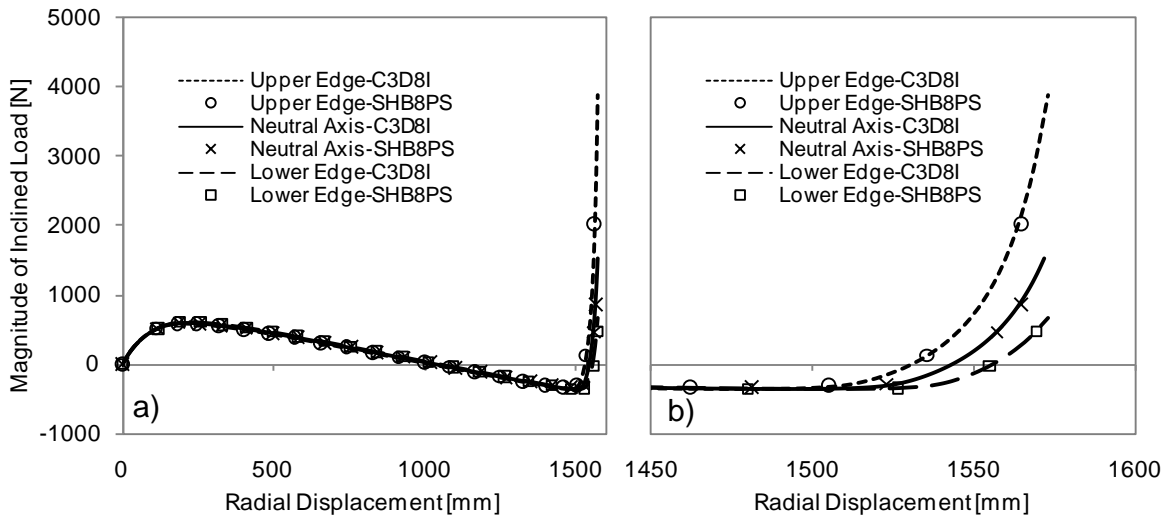 Magnitude of Inclined Load [N]
5000
4000
3000
2000
1000
0
-1000
Upper Edge-C3D8I
Upper Edge-SHB8PS
Neutral Axis-C3D8I
Neutral Axis-SHB8PS
Lower Edge-C3D8I
Lower Edge-SHB8PS
a)
0 500 1000 1500
Radial Displacement [mm]
Upper Edge-C3D8I
Upper Edge-SHB8PS
Neutral Axis-C3D8I
Neutral Axis-SHB8PS
Lower Edge-C3D8I
Lower Edge-SHB8PS
b)
1450 1500 1550 1600
Radial Displacement [mm]